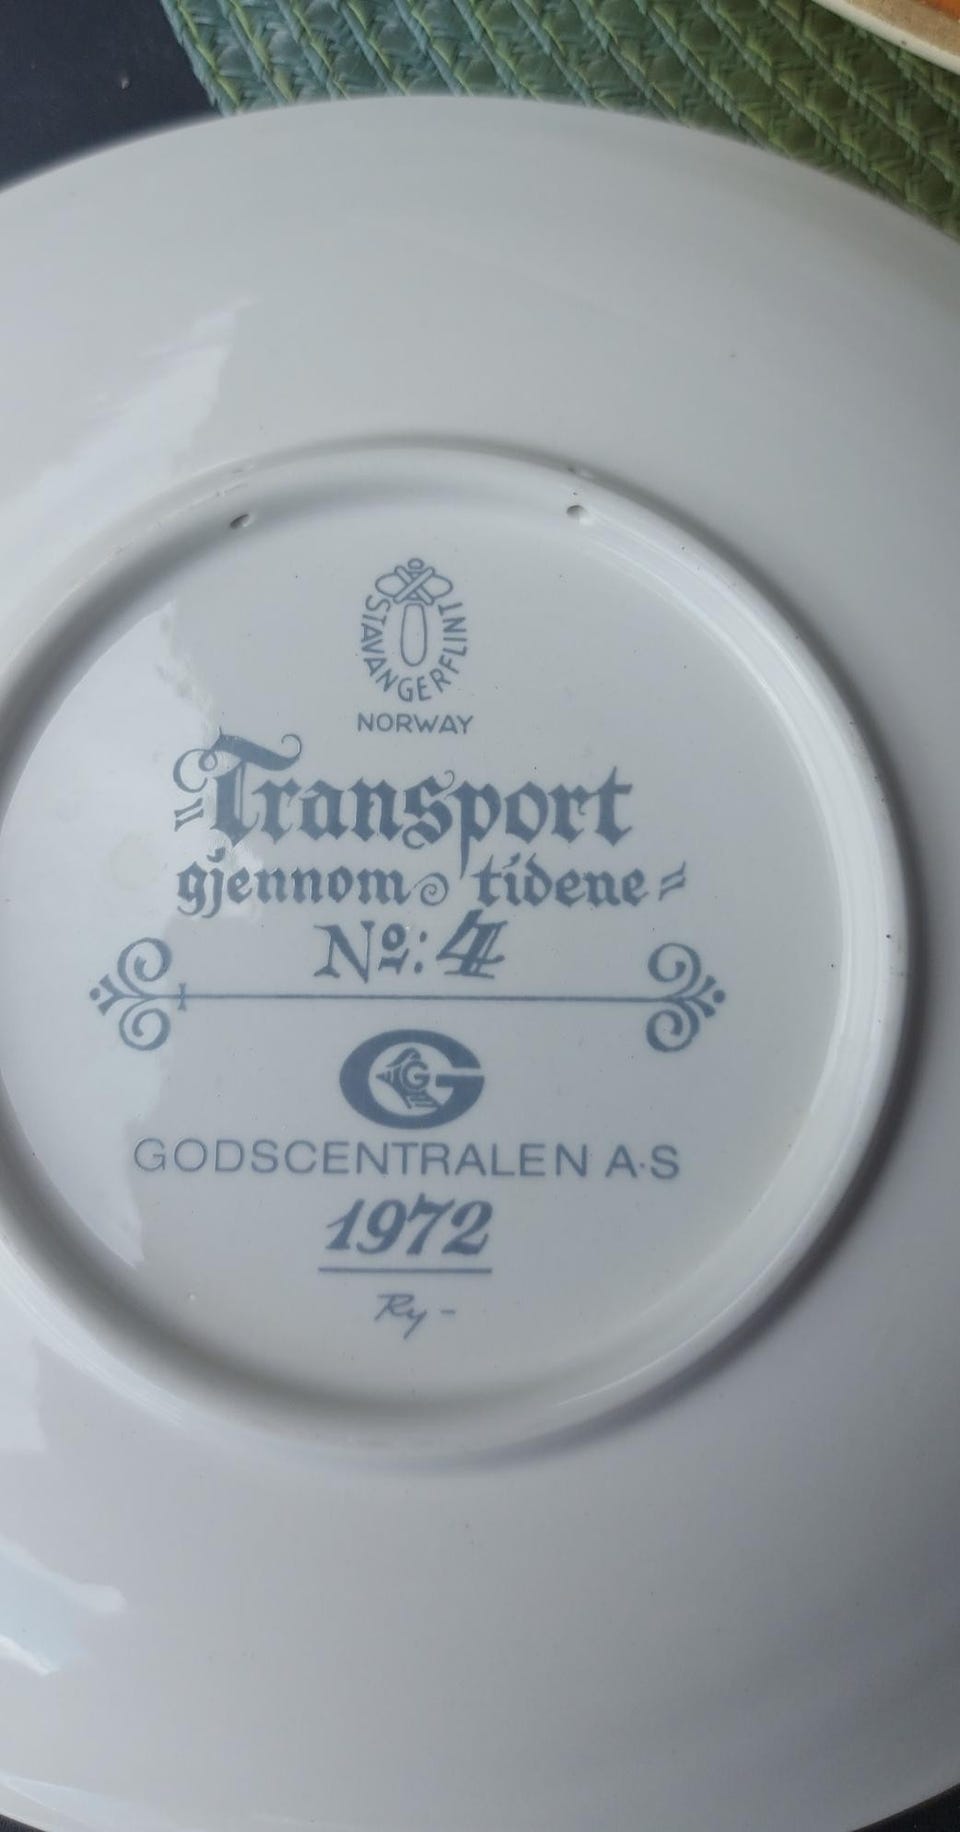 STAVANGERFLINT
NORWAY
"Transport
gjennom tidene"
Nº: 4
G
GODSCENTRALEN A·S
1972
Ry-